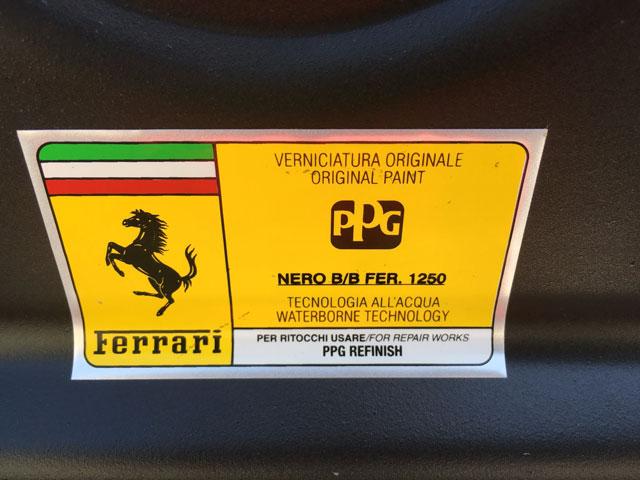 VERNICIATURA ORIGINALE
ORIGINAL PAINT
PPG
NERO B/B FER. 1250
TECNOLOGIA ALL'ACQUA
WATERBORNE TECHNOLOGY
Ferrari
PER RITOCCHI USARE/FOR REPAIR WORKS
PPG REFINISH